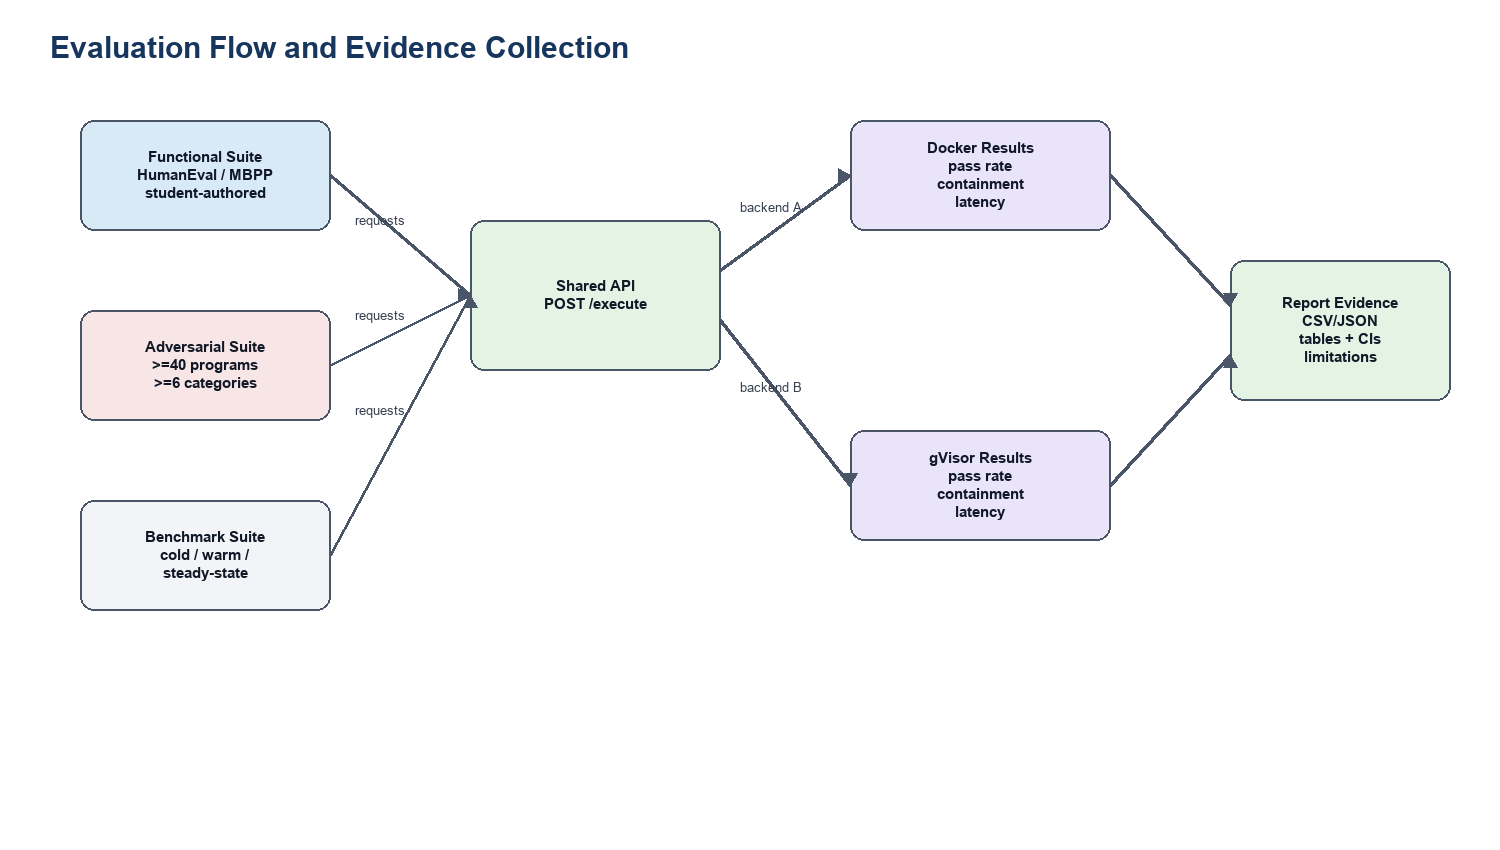 Evaluation Flow and Evidence Collection
Functional Suite
HumanEval / MBPP
student-authored
requests
Adversarial Suite
>=40 programs
>=6 categories
requests
Benchmark Suite
cold / warm /
steady-state
requests
Shared API
POST /execute
backend A
backend B
Docker Results
pass rate
containment
latency
gVisor Results
pass rate
containment
latency
Report Evidence
CSV/JSON
tables + CIs
limitations